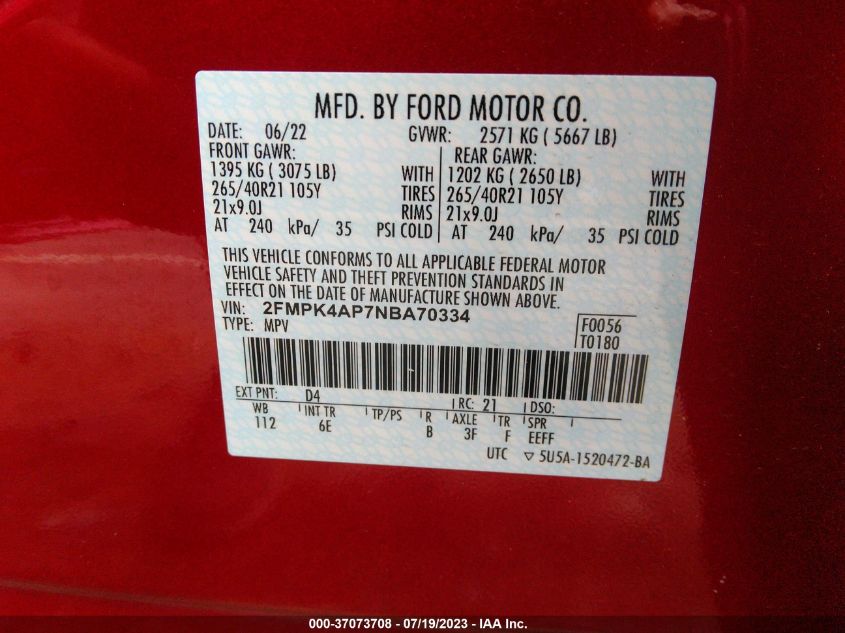 MFD. BY FORD MOTOR CO.
DATE: 06/22 GVWR: 2571 KG ( 5667 LB)
FRONT GAWR: REAR GAWR:
1395 KG ( 3075 LB) WITH 1202 KG ( 2650 LB) WITH
265/40R21 105Y TIRES 265/40R21 105Y TIRES
21x9.0J RIMS 21x9.0J RIMS
AT 240 kPa/ 35 PSI COLD AT 240 kPa/ 35 PSI COLD
THIS VEHICLE CONFORMS TO ALL APPLICABLE FEDERAL MOTOR
VEHICLE SAFETY AND THEFT PREVENTION STANDARDS IN
EFFECT ON THE DATE OF MANUFACTURE SHOWN ABOVE.
VIN: 2FMPK4AP7NBA70334
TYPE: MPV F0056
T0180
EXT PNT: D4 RC: 21 DSO:
WB INT TR TP/PS R AXLE TR SPR
112 6E B 3F F EEFF
UTC ▽ 5U5A-1520472-BA
000-37073708 - 07/19/2023 - IAA Inc.